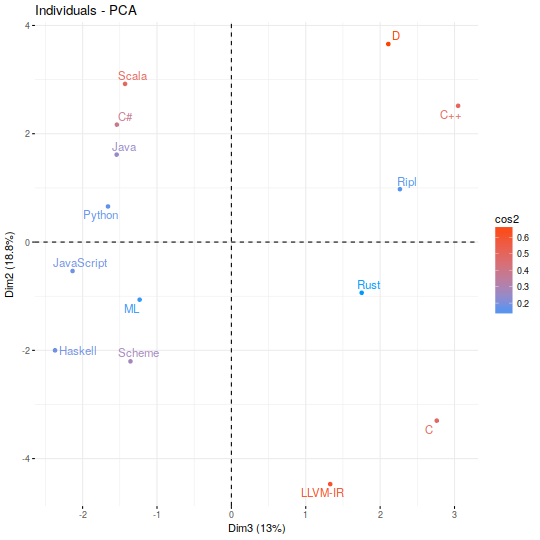 Individuals - PCA
4
D
Scala
C++
C#
2
Java
Ripl
Python
cos2
0.6
0.5
0.4
0.3
0.2
0
JavaScript
Rust
ML
-2
Haskell
Scheme
C
-4
LLVM-IR
Dim2 (18.8%)
-2 -1 0 1 2 3
Dim3 (13%)